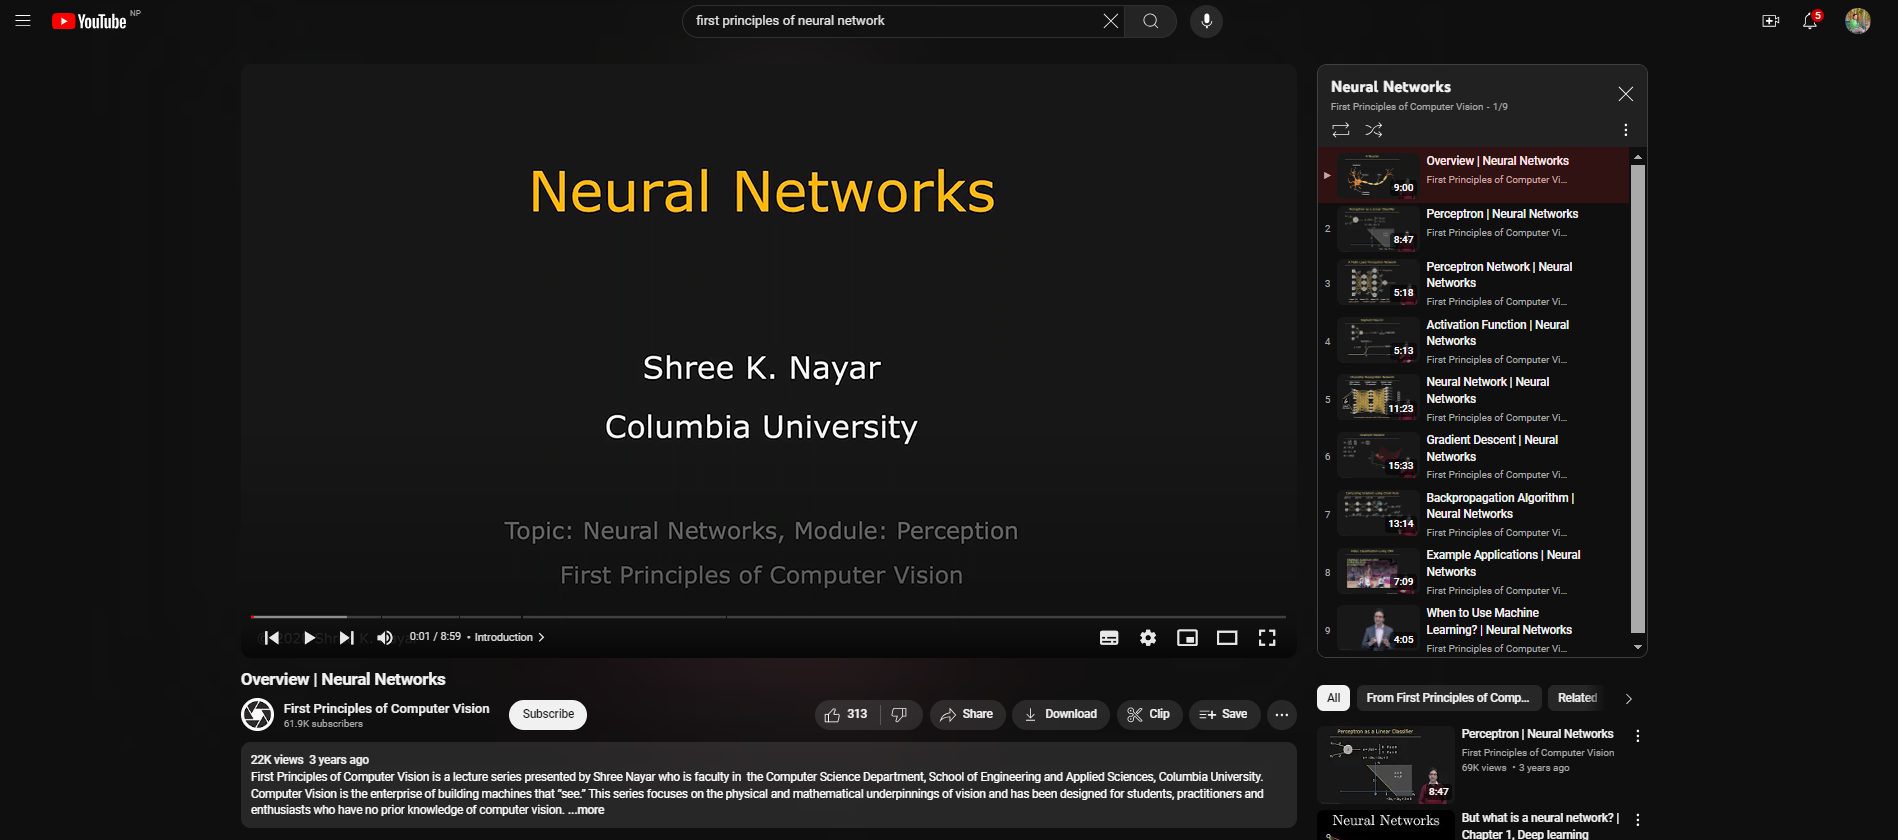 YouTube NP
first principles of neural network
5
Neural Networks
Shree K. Nayar
Columbia University
Topic: Neural Networks, Module: Perception
First Principles of Computer Vision
0:01 / 8:59 • Introduction
Overview | Neural Networks
First Principles of Computer Vision
61.9K subscribers
Subscribe
313
Share
Download
Clip
Save
22K views 3 years ago
First Principles of Computer Vision is a lecture series presented by Shree Nayar who is faculty in the Computer Science Department, School of Engineering and Applied Sciences, Columbia University.
Computer Vision is the enterprise of building machines that “see.” This series focuses on the physical and mathematical underpinnings of vision and has been designed for students, practitioners and
enthusiasts who have no prior knowledge of computer vision. ...more
Neural Networks
First Principles of Computer Vision - 1/9
9:00
Overview | Neural Networks
First Principles of Computer Vi...
2
8:47
Perceptron | Neural Networks
First Principles of Computer Vi...
3
5:18
Perceptron Network | Neural
Networks
First Principles of Computer Vi...
4
5:13
Activation Function | Neural
Networks
First Principles of Computer Vi...
5
11:23
Neural Network | Neural
Networks
First Principles of Computer Vi...
6
15:33
Gradient Descent | Neural
Networks
First Principles of Computer Vi...
7
13:14
Backpropagation Algorithm |
Neural Networks
First Principles of Computer Vi...
8
7:09
Example Applications | Neural
Networks
First Principles of Computer Vi...
9
4:05
When to Use Machine
Learning? | Neural Networks
First Principles of Computer Vi...
All
From First Principles of Comp...
Related
Perceptron as a Linear Classifier
8:47
Perceptron | Neural Networks
First Principles of Computer Vision
69K views • 3 years ago
Neural Networks
But what is a neural network? |
Chapter 1, Deep learning